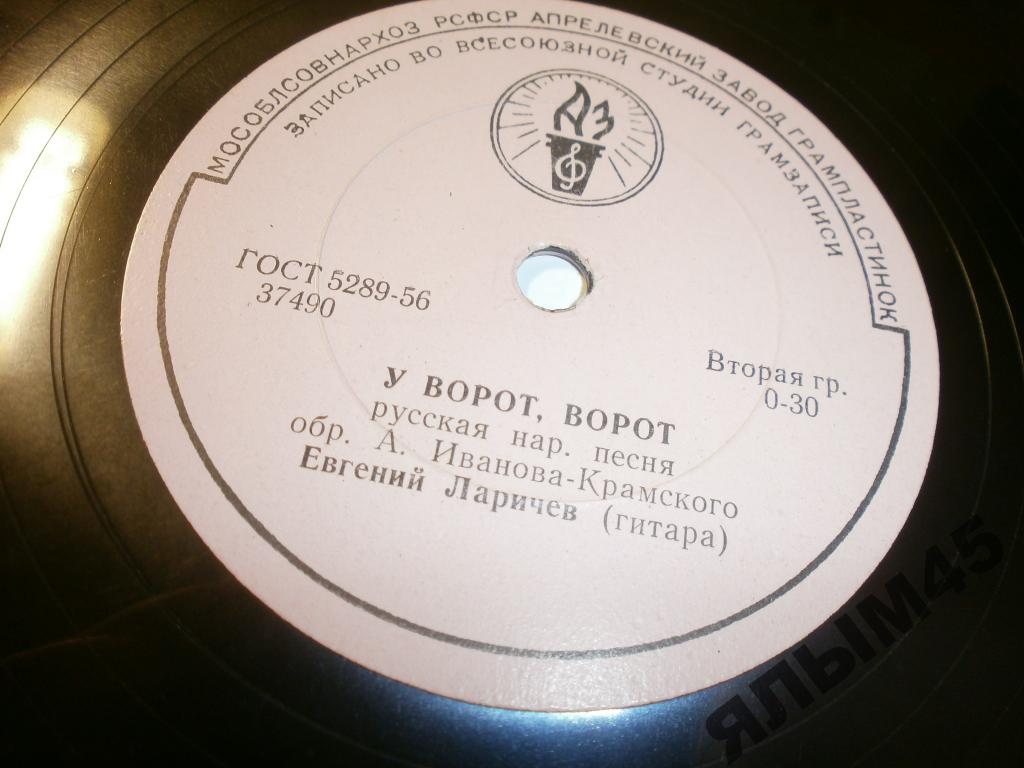 МОСОБЛСОВНАРХОЗ РСФСР АПРЕЛЕВСКИЙ ЗАВОД ГРАМПЛАСТИНОК
ЗАПИСАНО ВО ВСЕСОЮЗНОЙ СТУДИИ ГРАМЗАПИСИ
АЗ
ГОСТ 5289-56
37490
Вторая гр.
0-30
У ВОРОТ, ВОРОТ
русская нар. песня
обр. А. Иванова-Крамского
Евгений Ларичев (гитара)
ЯЛЫМ45